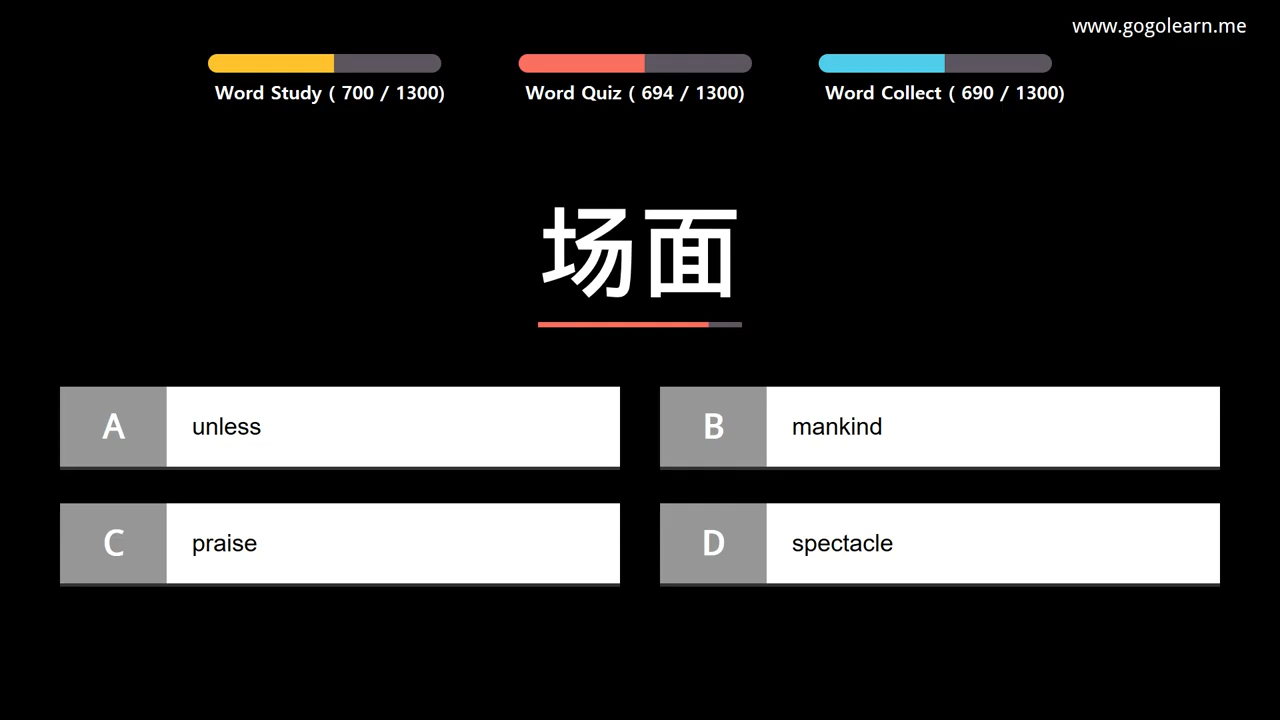 www.gogolearn.me
Word Study ( 700 / 1300)
Word Quiz ( 694 / 1300)
Word Collect ( 690 / 1300)
场面
A unless
B mankind
C praise
D spectacle